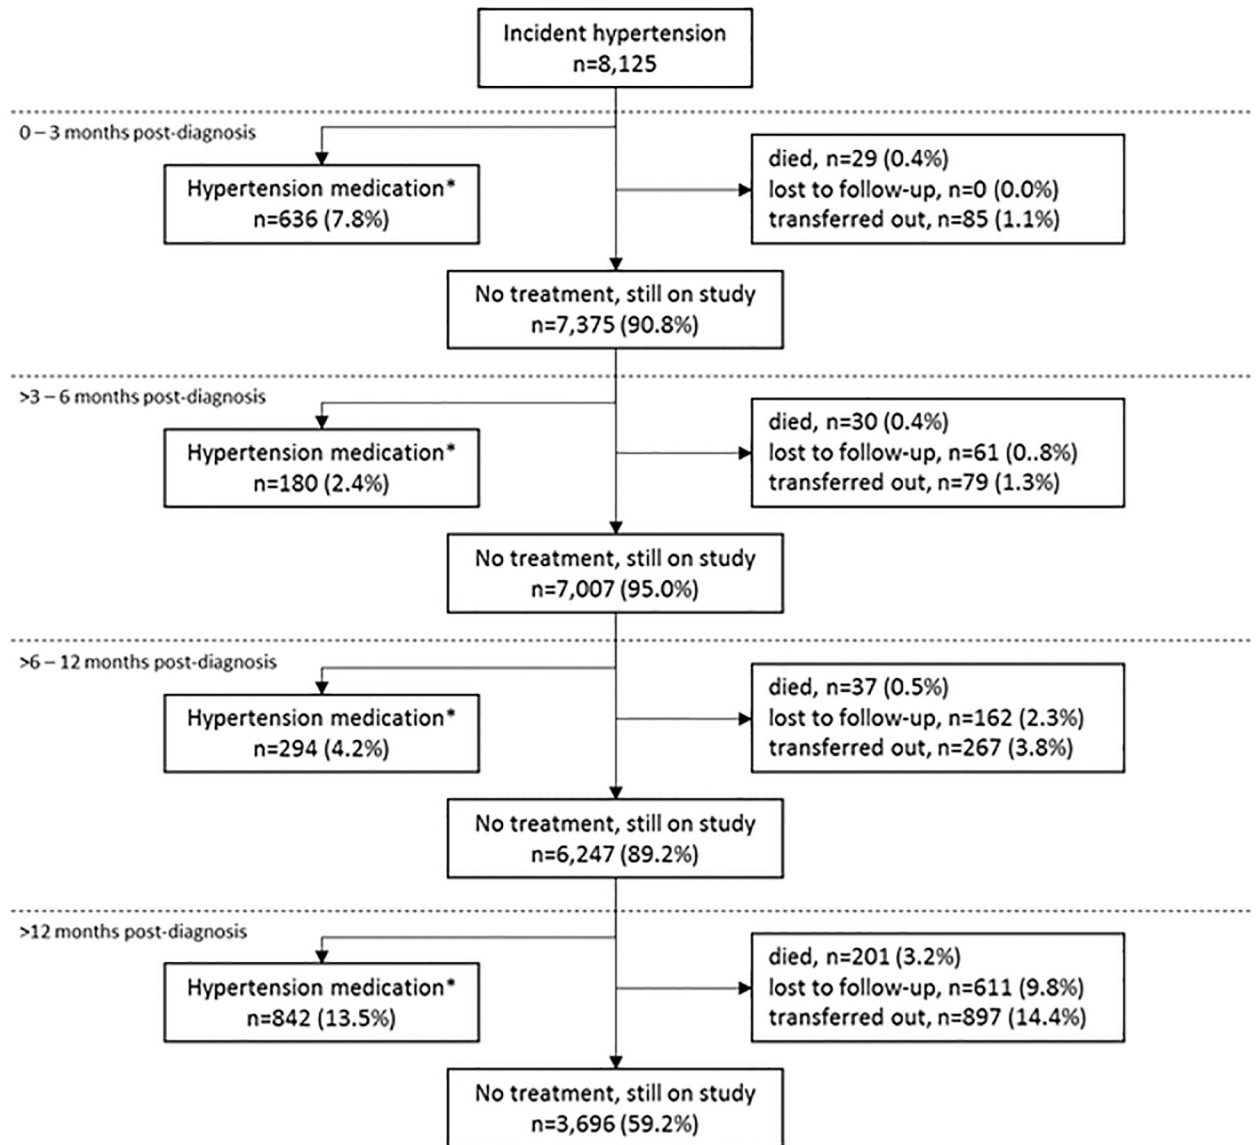 Incident hypertension
n=8,125
0 – 3 months post-diagnosis
Hypertension medication*
n=636 (7.8%)
died, n=29 (0.4%)
lost to follow-up, n=0 (0.0%)
transferred out, n=85 (1.1%)
No treatment, still on study
n=7,375 (90.8%)
>3 – 6 months post-diagnosis
Hypertension medication*
n=180 (2.4%)
died, n=30 (0.4%)
lost to follow-up, n=61 (0..8%)
transferred out, n=79 (1.3%)
No treatment, still on study
n=7,007 (95.0%)
>6 – 12 months post-diagnosis
Hypertension medication*
n=294 (4.2%)
died, n=37 (0.5%)
lost to follow-up, n=162 (2.3%)
transferred out, n=267 (3.8%)
No treatment, still on study
n=6,247 (89.2%)
>12 months post-diagnosis
Hypertension medication*
n=842 (13.5%)
died, n=201 (3.2%)
lost to follow-up, n=611 (9.8%)
transferred out, n=897 (14.4%)
No treatment, still on study
n=3,696 (59.2%)